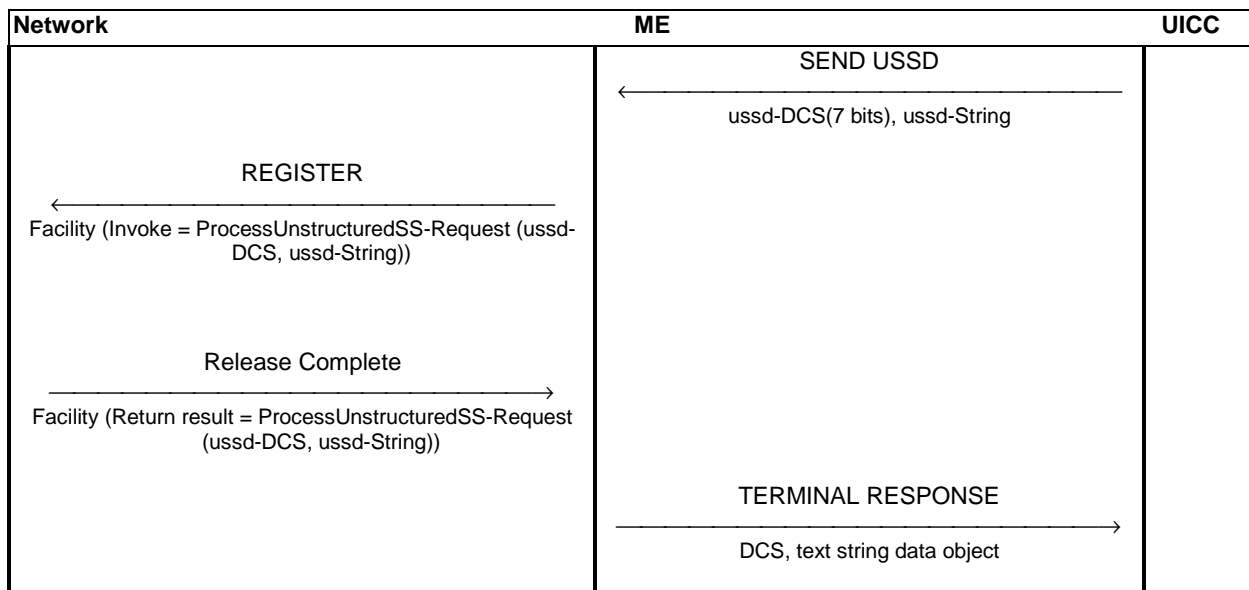 Network ME UICC
SEND USSD
ussd-DCS(7 bits), ussd-String
REGISTER
Facility (Invoke = ProcessUnstructuredSS-Request (ussd-
DCS, ussd-String))
Release Complete
Facility (Return result = ProcessUnstructuredSS-Request
(ussd-DCS, ussd-String))
TERMINAL RESPONSE
DCS, text string data object